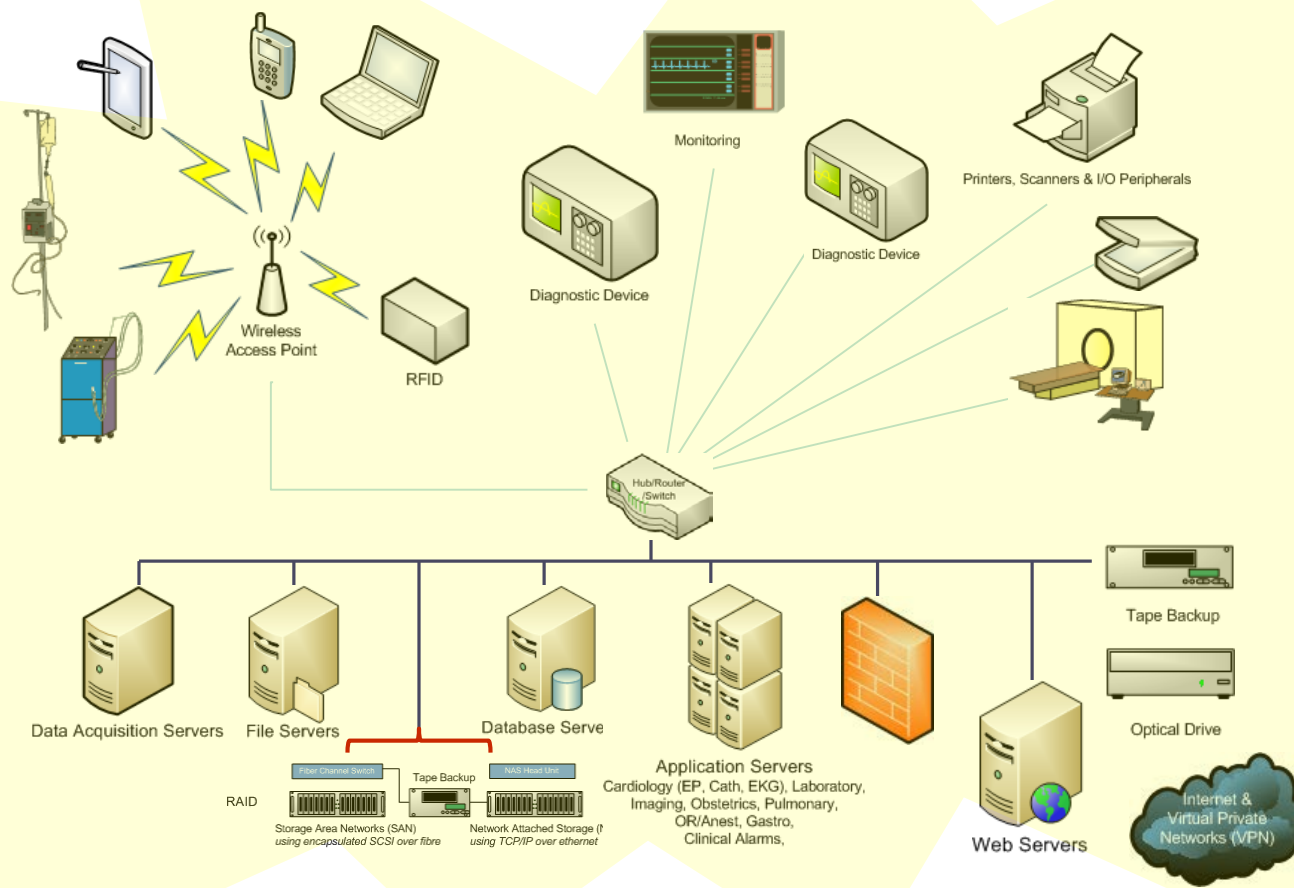 Monitoring
Printers, Scanners & I/O Peripherals
Diagnostic Device
Diagnostic Device
Wireless
Access Point
RFID
Hub/Router
/Switch
Tape Backup
Optical Drive
Data Acquisition Servers
File Servers
Database Serve
Application Servers
Cardiology (EP, Cath, EKG), Laboratory,
Imaging, Obstetrics, Pulmonary,
OR/Anest, Gastro,
Clinical Alarms,
Web Servers
Internet &
Virtual Private
Networks (VPN)
Fiber Channel Switch
Tape Backup
NAS Head Unit
RAID
Storage Area Networks (SAN)
using encapsulated SCSI over fibre
Network Attached Storage (N
using TCP/IP over ethernet